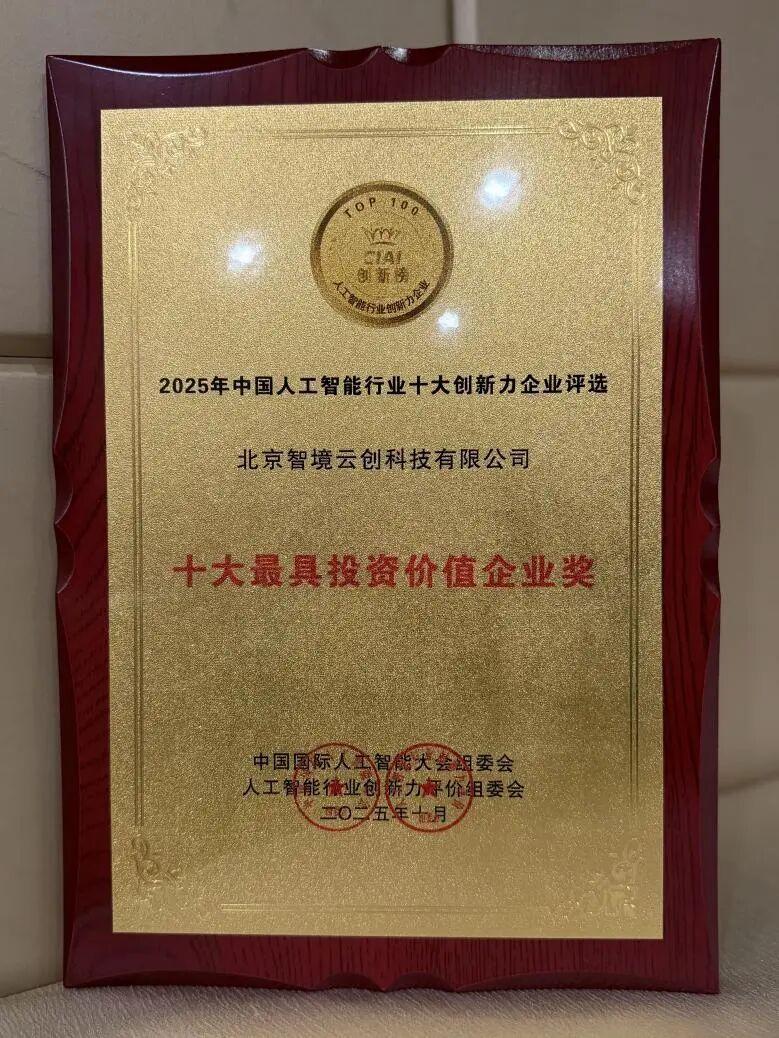 TOP 100
CIAI
创新榜
人工智能行业创新力企业
2025年中国人工智能行业十大创新力企业评选
北京智境云创科技有限公司
十大最具投资价值企业奖
中国国际人工智能大会组委会
人工智能行业创新力评价组委会
二〇二五年十月